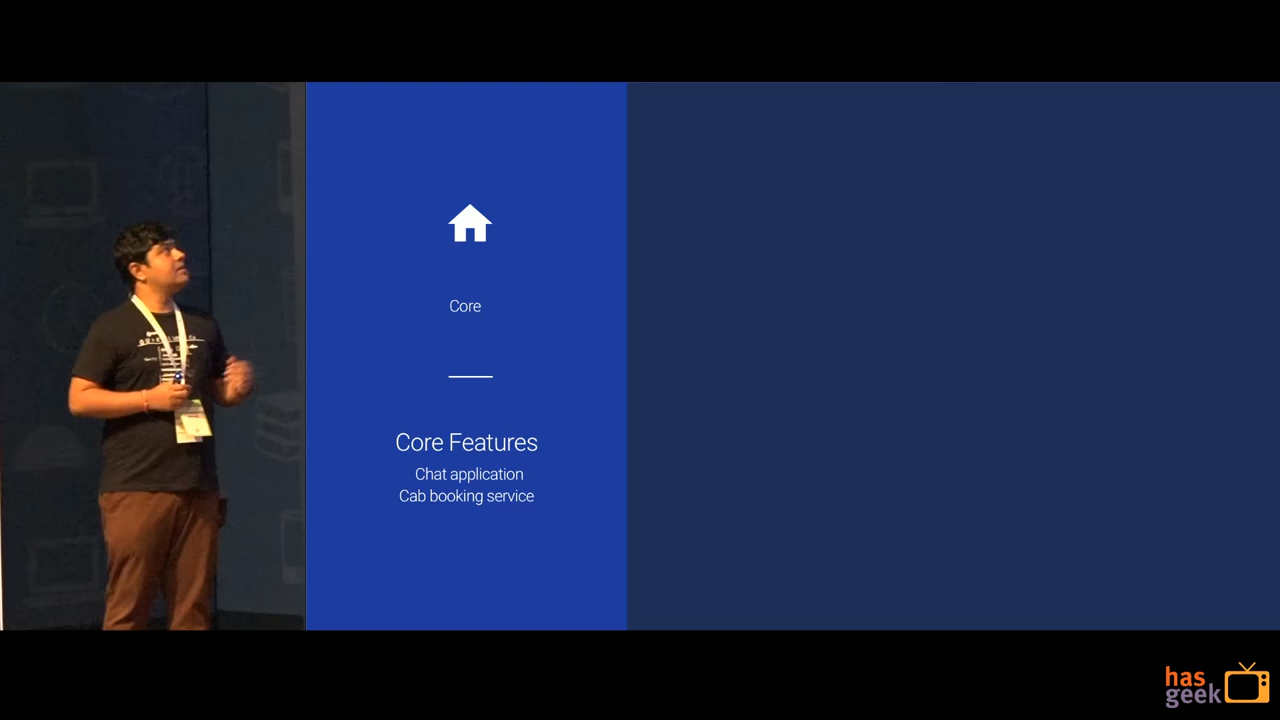 Core
Core Features
Chat application
Cab booking service
has
geek